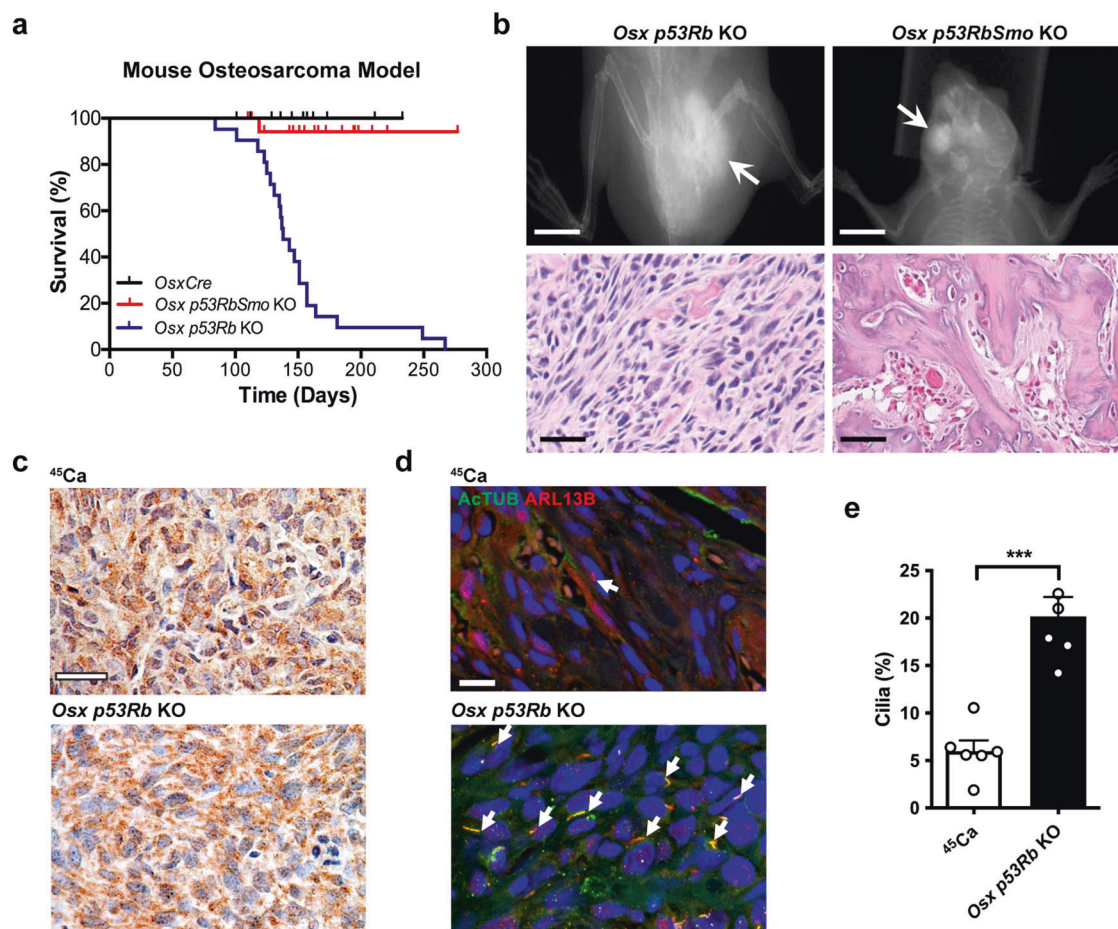 a
Mouse Osteosarcoma Model
Survival (%)
100
80
60
40
20
0
OsxCre
Osx p53RbSmo KO
Osx p53Rb KO
0 50 100 150 200 250 300
Time (Days)
b
Osx p53Rb KO
Osx p53RbSmo KO
c
⁴⁵Ca
Osx p53Rb KO
d
⁴⁵Ca
AcTUB ARL13B
Osx p53Rb KO
e
***
Cilia (%)
25
20
15
10
5
0
⁴⁵Ca
Osx p53Rb KO